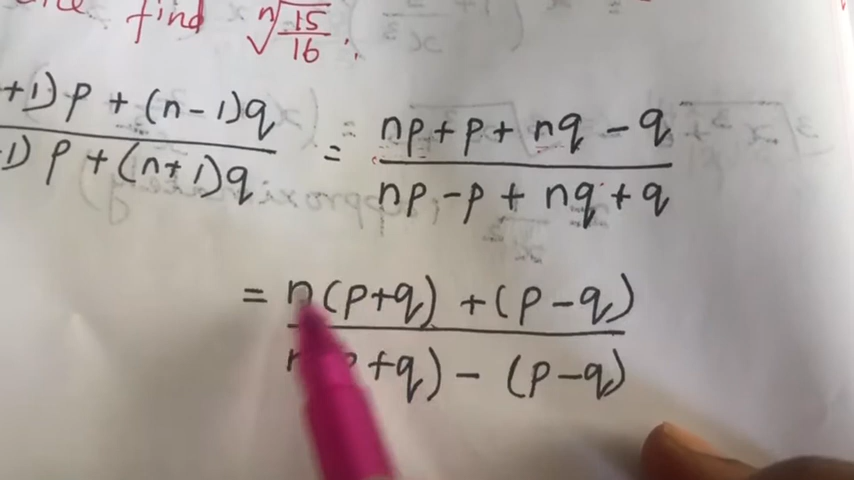 find ⁿ√(15/16).
+1)p + (n-1)q / 1)p + (n+1)q = np+p+nq-q / np-p+nq+q
= n(p+q) + (p-q) / +q) - (p-q)